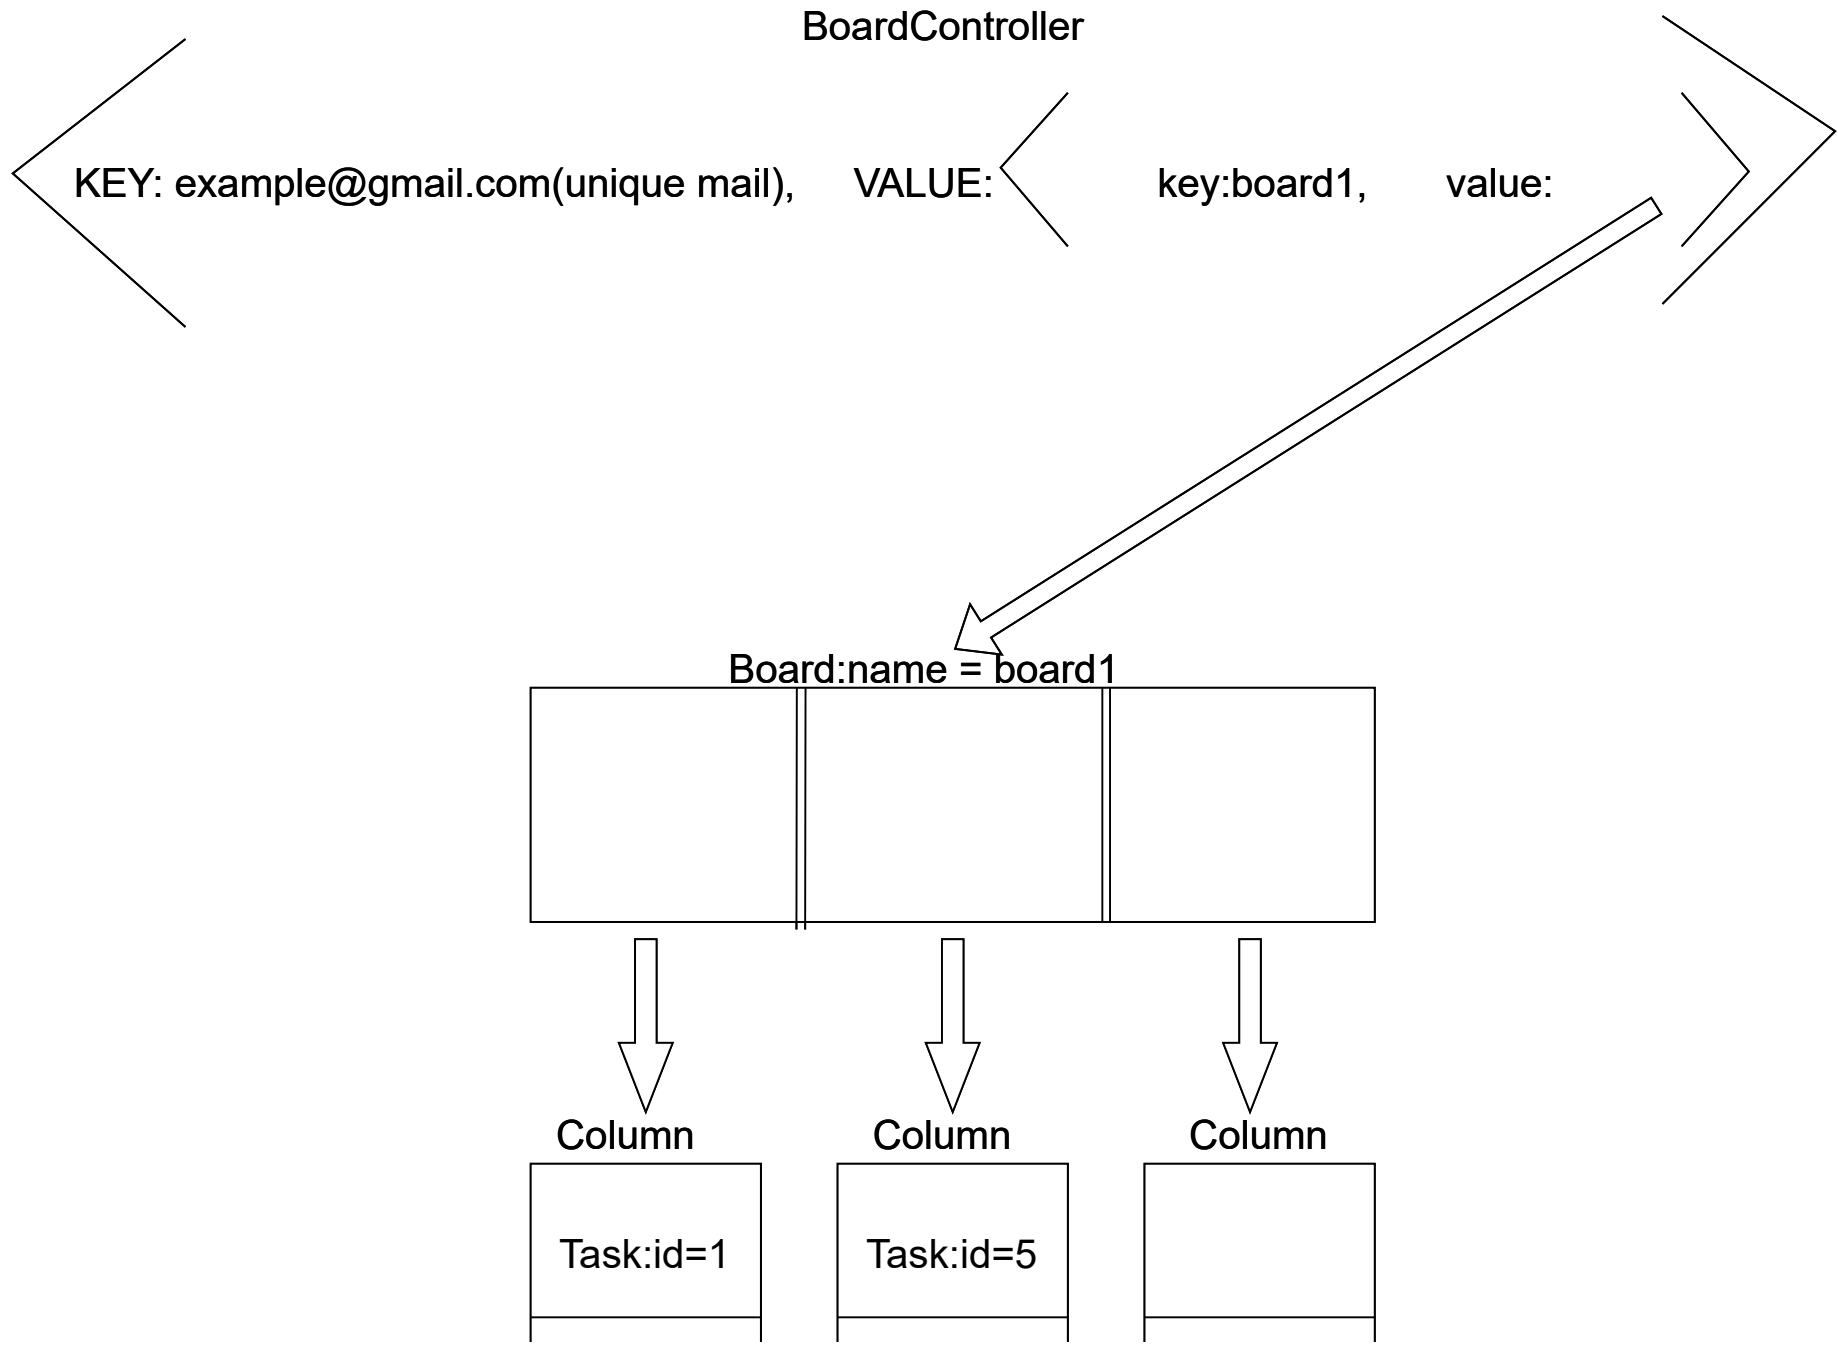 BoardController
KEY: example@gmail.com(unique mail), VALUE: key:board1, value:
Board:name = board1
Column Column Column
Task:id=1 Task:id=5